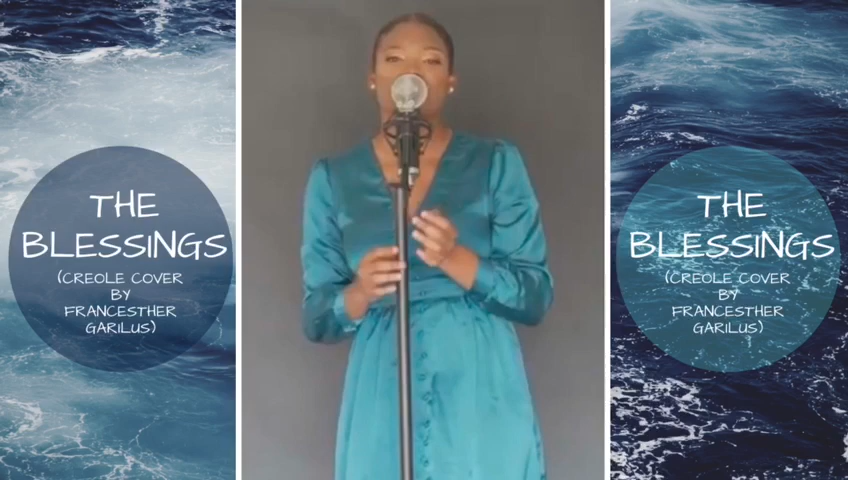 THE
BLESSINGS
(CREOLE COVER
BY
FRANCESTHER
GARILUS)
THE
BLESSINGS
(CREOLE COVER
BY
FRANCESTHER
GARILUS)